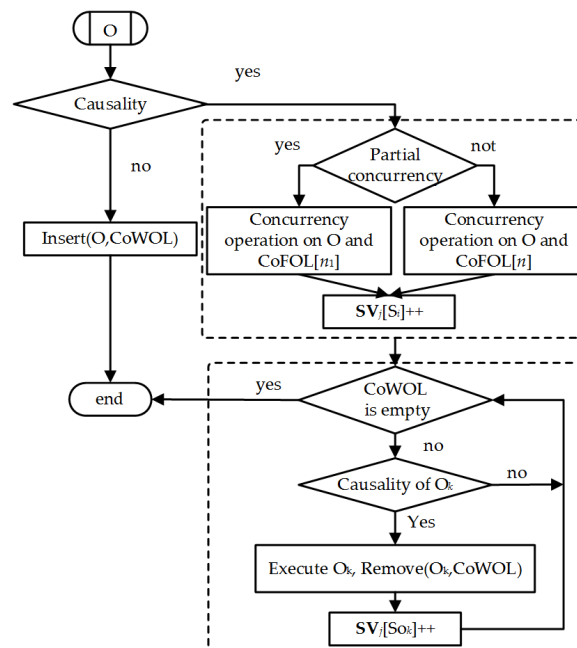 O
yes
Causality
yes
Partial
concurrency
not
no
Insert(O,CoWOL)
Concurrency
operation on O and
CoFOL[n₁]
Concurrency
operation on O and
CoFOL[n]
SVⱼ[Sᵢ]++
yes
CoWOL
is empty
end
no
Causality of Oₖ
no
Yes
Execute Oₖ, Remove(Oₖ,CoWOL)
SVⱼ[Soₖ]++